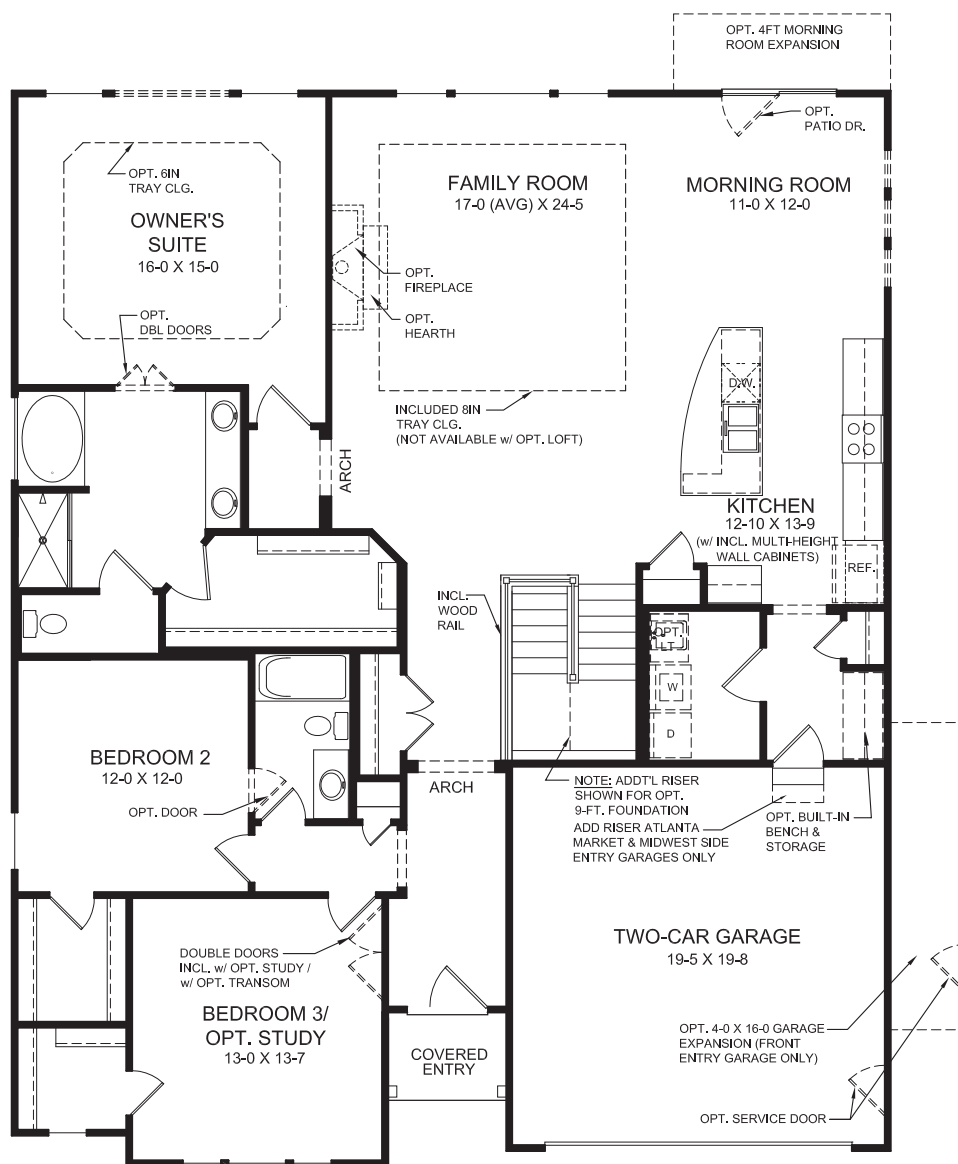 OPT. 4FT MORNING
ROOM EXPANSION
OPT.
PATIO DR.
OPT. 6IN
TRAY CLG.
OWNER'S
SUITE
16-0 X 15-0
FAMILY ROOM
17-0 (AVG) X 24-5
MORNING ROOM
11-0 X 12-0
OPT.
FIREPLACE
OPT.
HEARTH
OPT.
DBL DOORS
INCLUDED 8IN
TRAY CLG.
(NOT AVAILABLE w/ OPT. LOFT)
D.W.
ARCH
KITCHEN
12-10 X 13-9
(w/ INCL. MULTI-HEIGHT
WALL CABINETS)
REF.
INCL.
WOOD
RAIL
OPT.
LT.
W
D
BEDROOM 2
12-0 X 12-0
OPT. DOOR
ARCH
NOTE: ADDT'L RISER
SHOWN FOR OPT.
9-FT. FOUNDATION
ADD RISER ATLANTA
MARKET & MIDWEST SIDE
ENTRY GARAGES ONLY
OPT. BUILT-IN
BENCH &
STORAGE
DOUBLE DOORS
INCL. w/ OPT. STUDY /
w/ OPT. TRANSOM
BEDROOM 3/
OPT. STUDY
13-0 X 13-7
TWO-CAR GARAGE
19-5 X 19-8
COVERED
ENTRY
OPT. 4-0 X 16-0 GARAGE
EXPANSION (FRONT
ENTRY GARAGE ONLY)
OPT. SERVICE DOOR